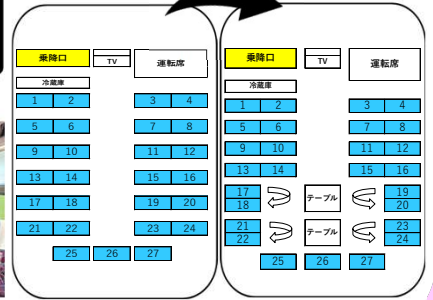 乗降口 TV 運転席
冷蔵庫
1 2 3 4
5 6 7 8
9 10 11 12
13 14 15 16
17 18 19 20
21 22 23 24
25 26 27
乗降口 TV 運転席
冷蔵庫
1 2 3 4
5 6 7 8
9 10 11 12
13 14 15 16
17 テーブル 19
18 20
21 テーブル 23
22 24
25 26 27